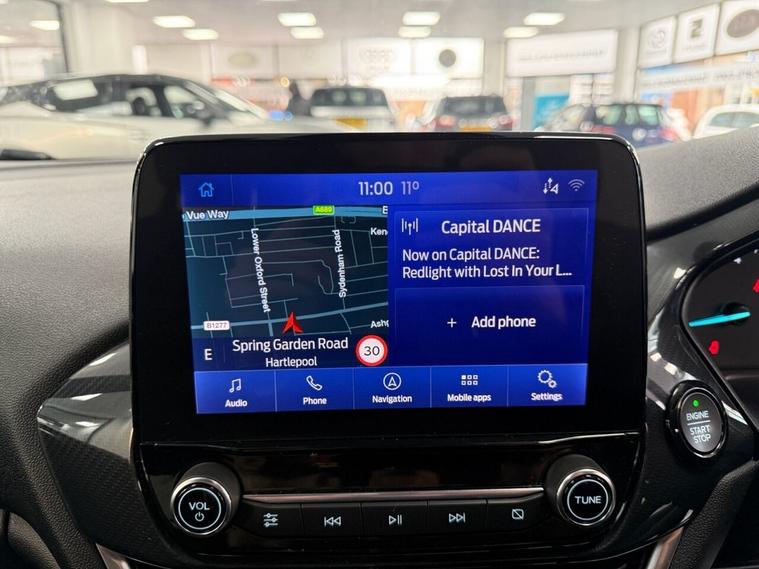 11:00 11°
Vue Way
A689
Lower Oxford Street
Sydenham Road
B1277
E
Spring Garden Road
Hartlepool
30
Capital DANCE
Now on Capital DANCE:
Redlight with Lost In Your L...
+ Add phone
Audio
Phone
Navigation
Mobile apps
Settings
ENGINE
START
STOP
VOL
TUNE